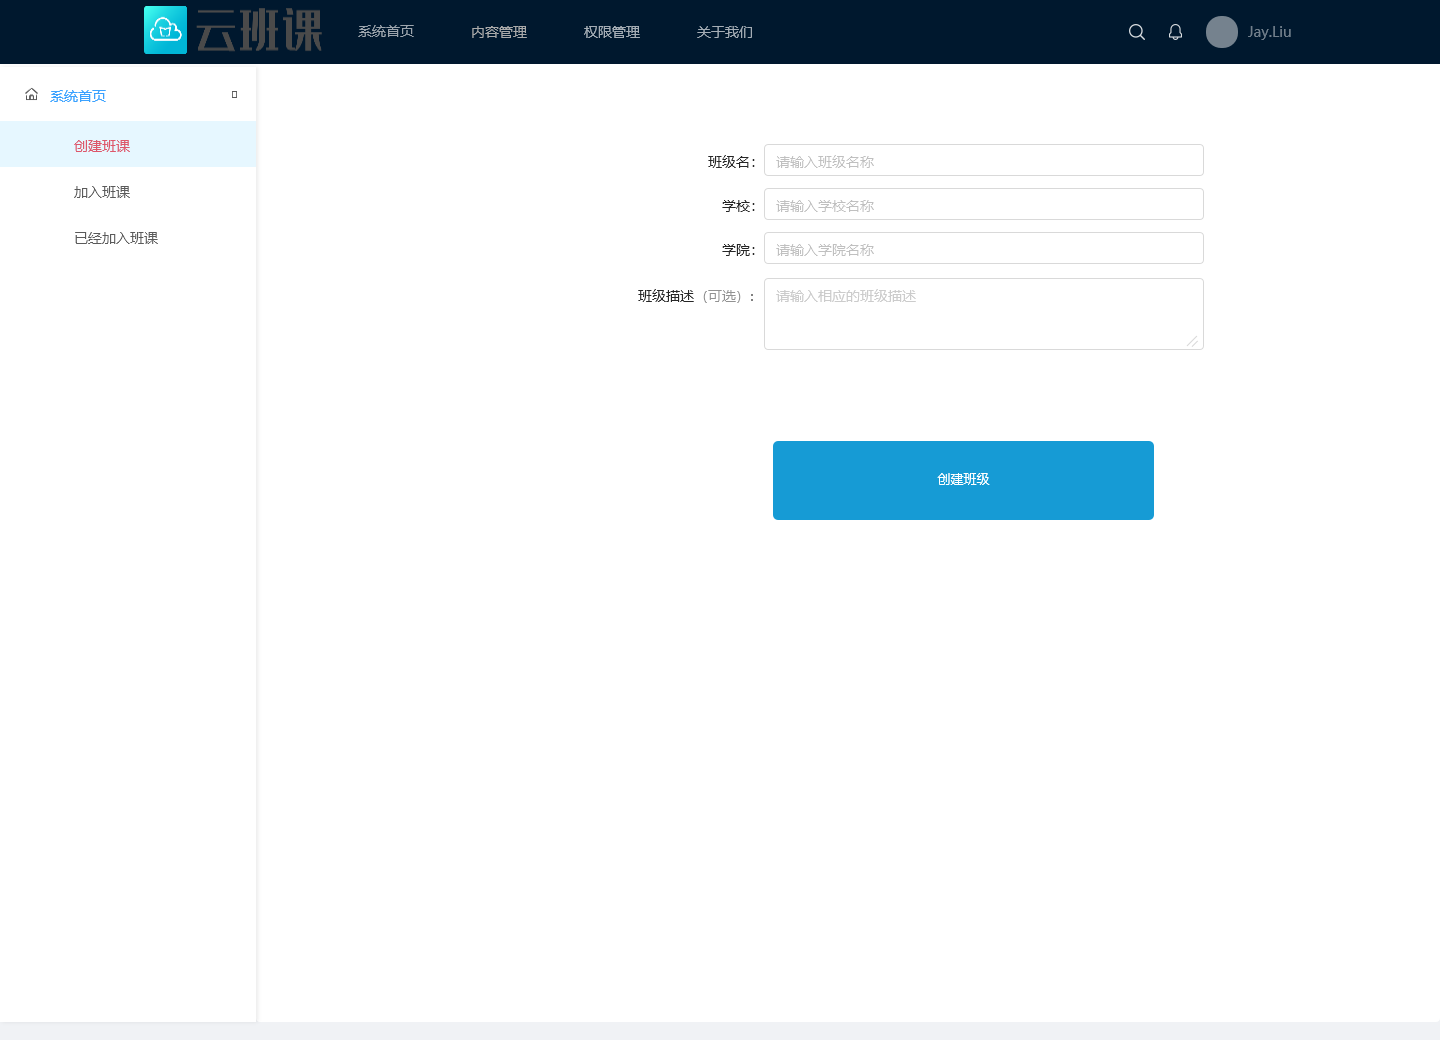 云班课 系统首页 内容管理 权限管理 关于我们 Jay.Liu
系统首页
创建班课
加入班课
已经加入班课
班级名： 请输入班级名称
学校： 请输入学校名称
学院： 请输入学院名称
班级描述（可选）： 请输入相应的班级描述
创建班级